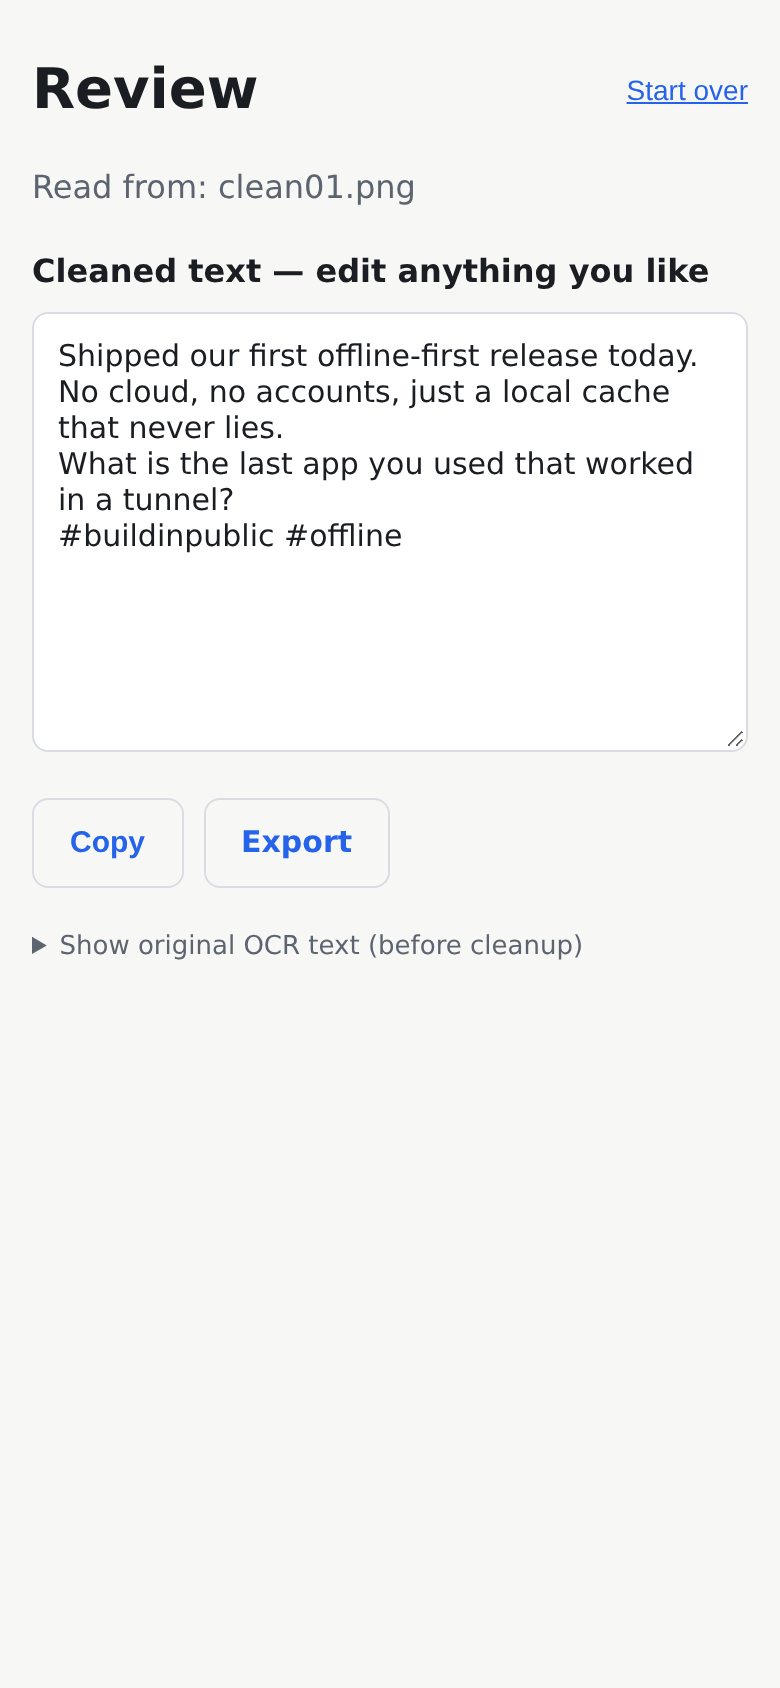 Review
Start over
Read from: clean01.png
Cleaned text — edit anything you like
Shipped our first offline-first release today.
No cloud, no accounts, just a local cache
that never lies.
What is the last app you used that worked
in a tunnel?
#buildinpublic #offline
Copy
Export
Show original OCR text (before cleanup)